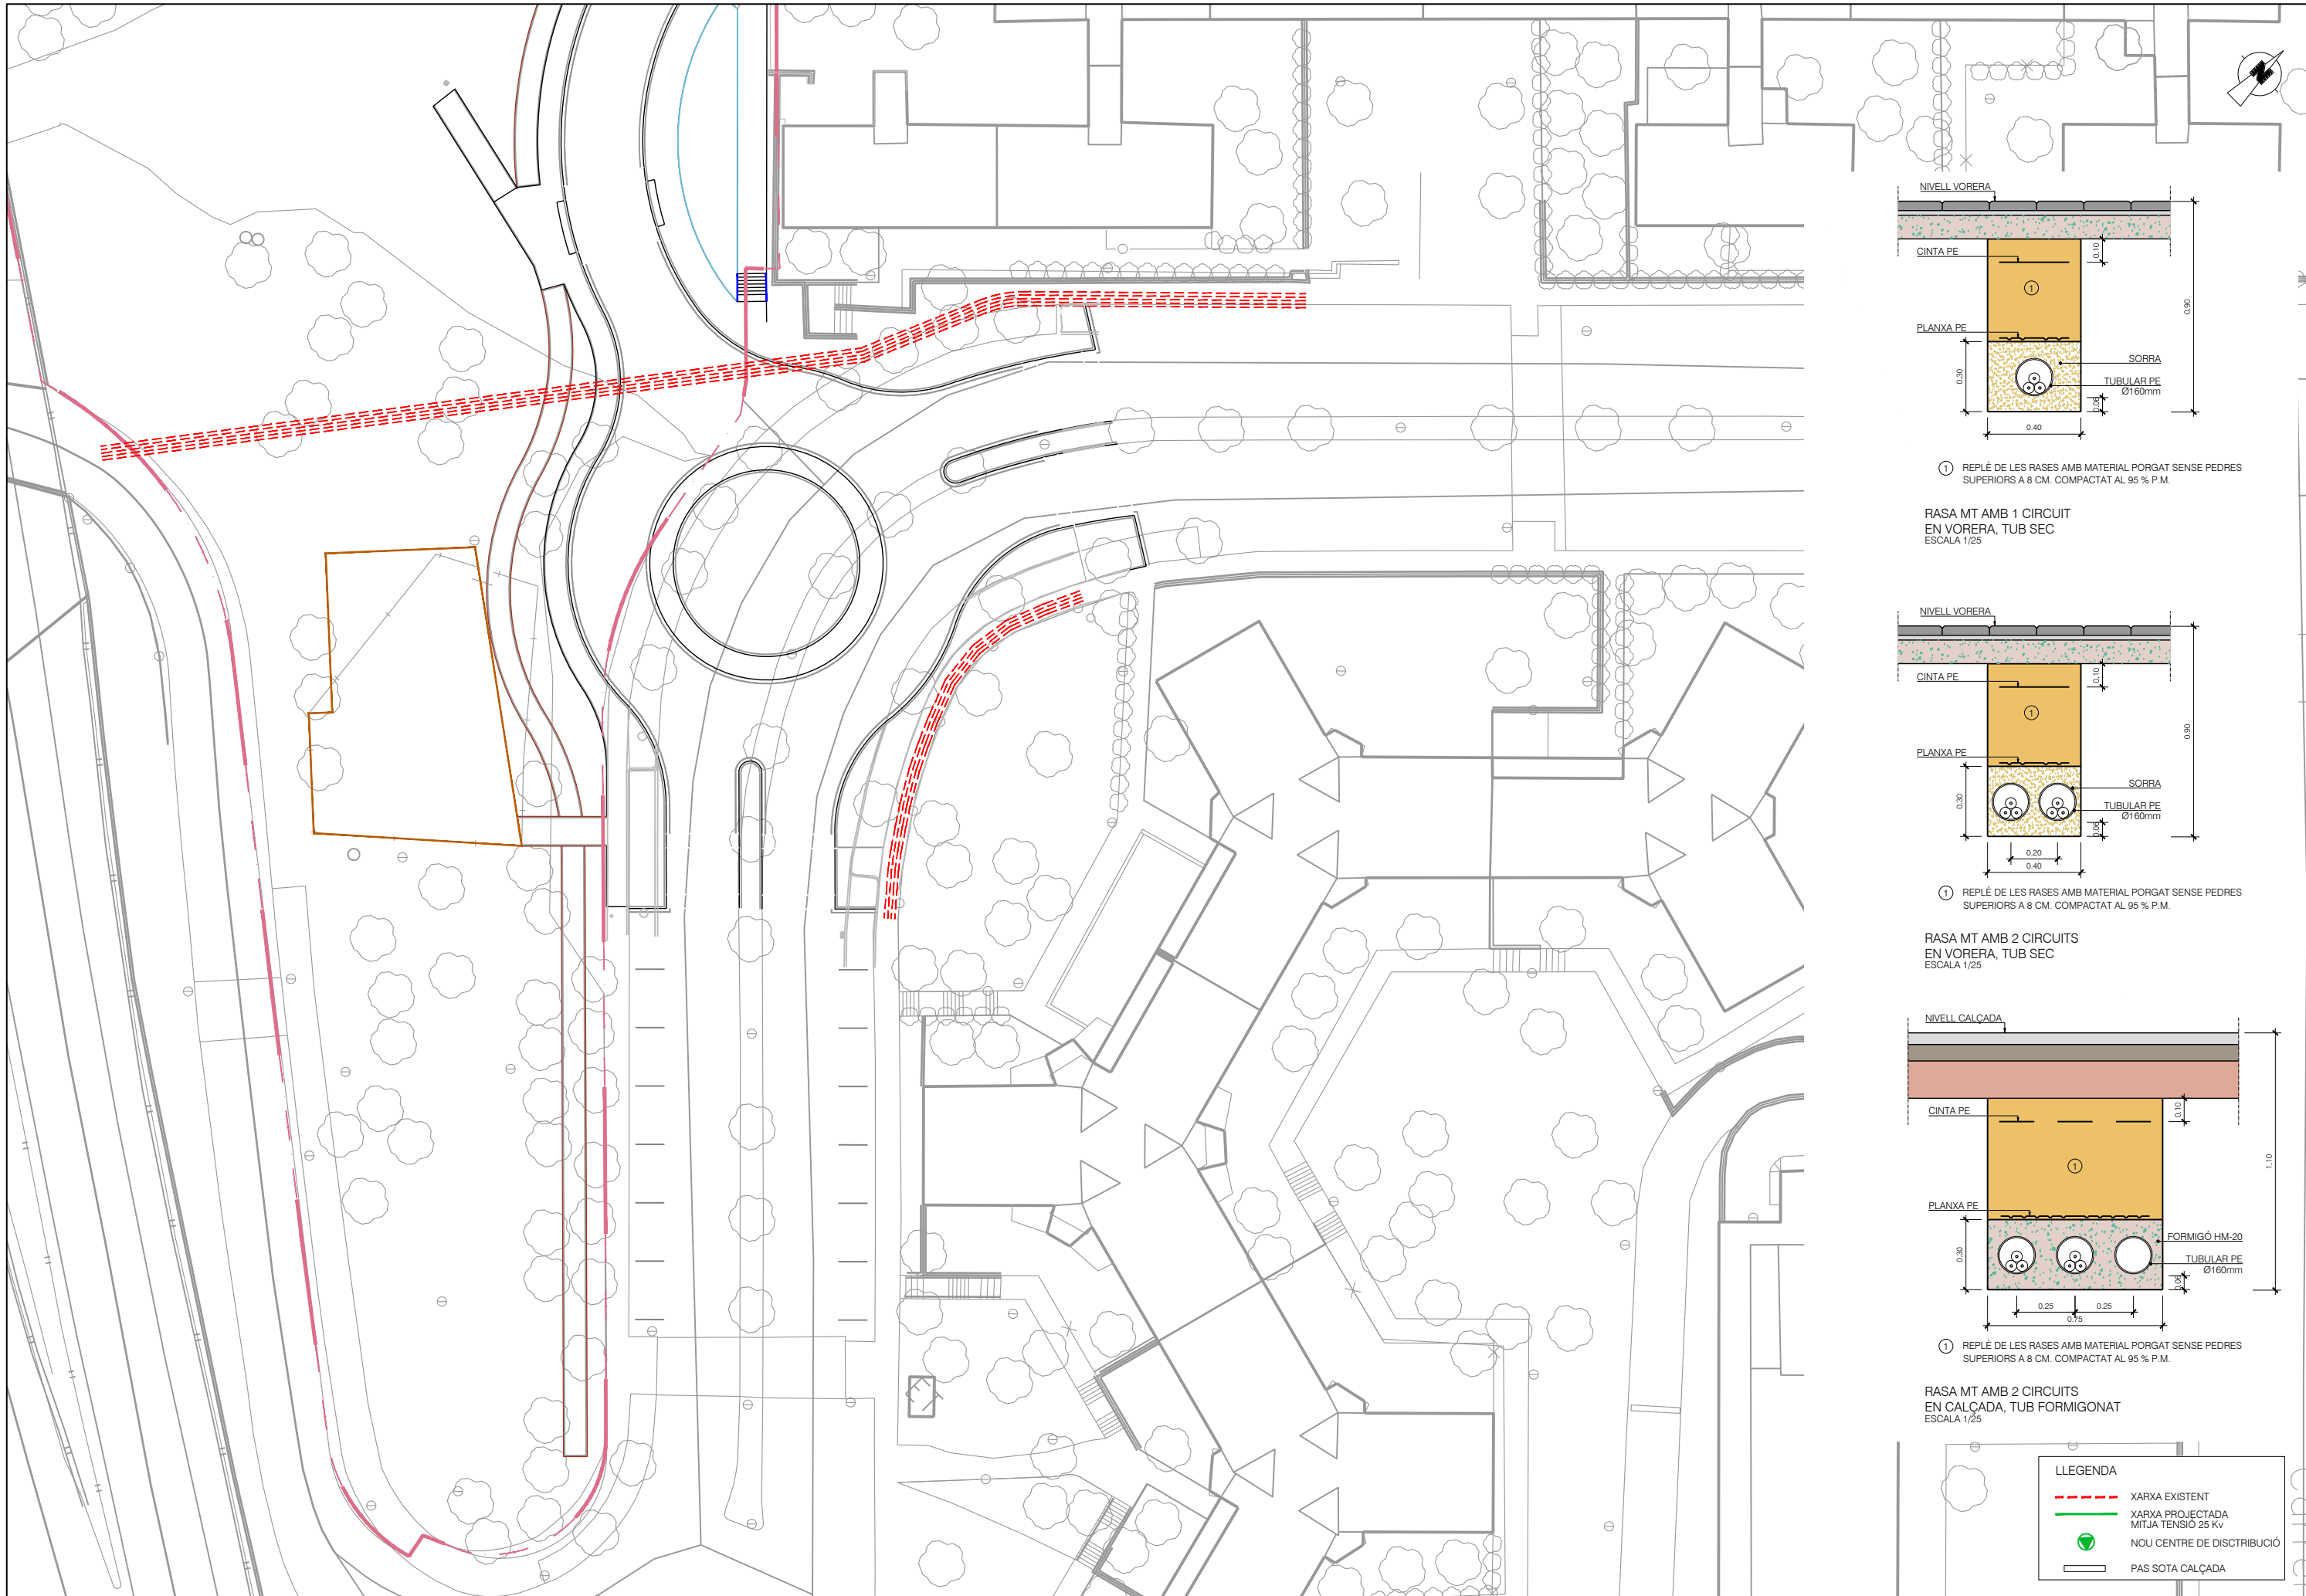 N
NIVELL VORERA
CINTA PE
0.10
1
0.90
PLANXA PE
SORRA
0.30
TUBULAR PE
Ø160mm
0.06
0.40
1 REPLÈ DE LES RASES AMB MATERIAL PORGAT SENSE PEDRES
SUPERIORS A 8 CM. COMPACTAT AL 95 % P.M.
RASA MT AMB 1 CIRCUIT
EN VORERA, TUB SEC
ESCALA 1/25
NIVELL VORERA
CINTA PE
0.10
1
0.90
PLANXA PE
SORRA
0.30
TUBULAR PE
Ø160mm
0.06
0.20
0.40
1 REPLÈ DE LES RASES AMB MATERIAL PORGAT SENSE PEDRES
SUPERIORS A 8 CM. COMPACTAT AL 95 % P.M.
RASA MT AMB 2 CIRCUITS
EN VORERA, TUB SEC
ESCALA 1/25
NIVELL CALÇADA
CINTA PE
0.10
1
1.10
PLANXA PE
FORMIGÓ HM-20
0.30
TUBULAR PE
Ø160mm
0.06
0.25 0.25
0.75
1 REPLÈ DE LES RASES AMB MATERIAL PORGAT SENSE PEDRES
SUPERIORS A 8 CM. COMPACTAT AL 95 % P.M.
RASA MT AMB 2 CIRCUITS
EN CALÇADA, TUB FORMIGONAT
ESCALA 1/25
LLEGENDA
XARXA EXISTENT
XARXA PROJECTADA
MITJA TENSIÓ 25 Kv
NOU CENTRE DE DISCTRIBUCIÓ
PAS SOTA CALÇADA